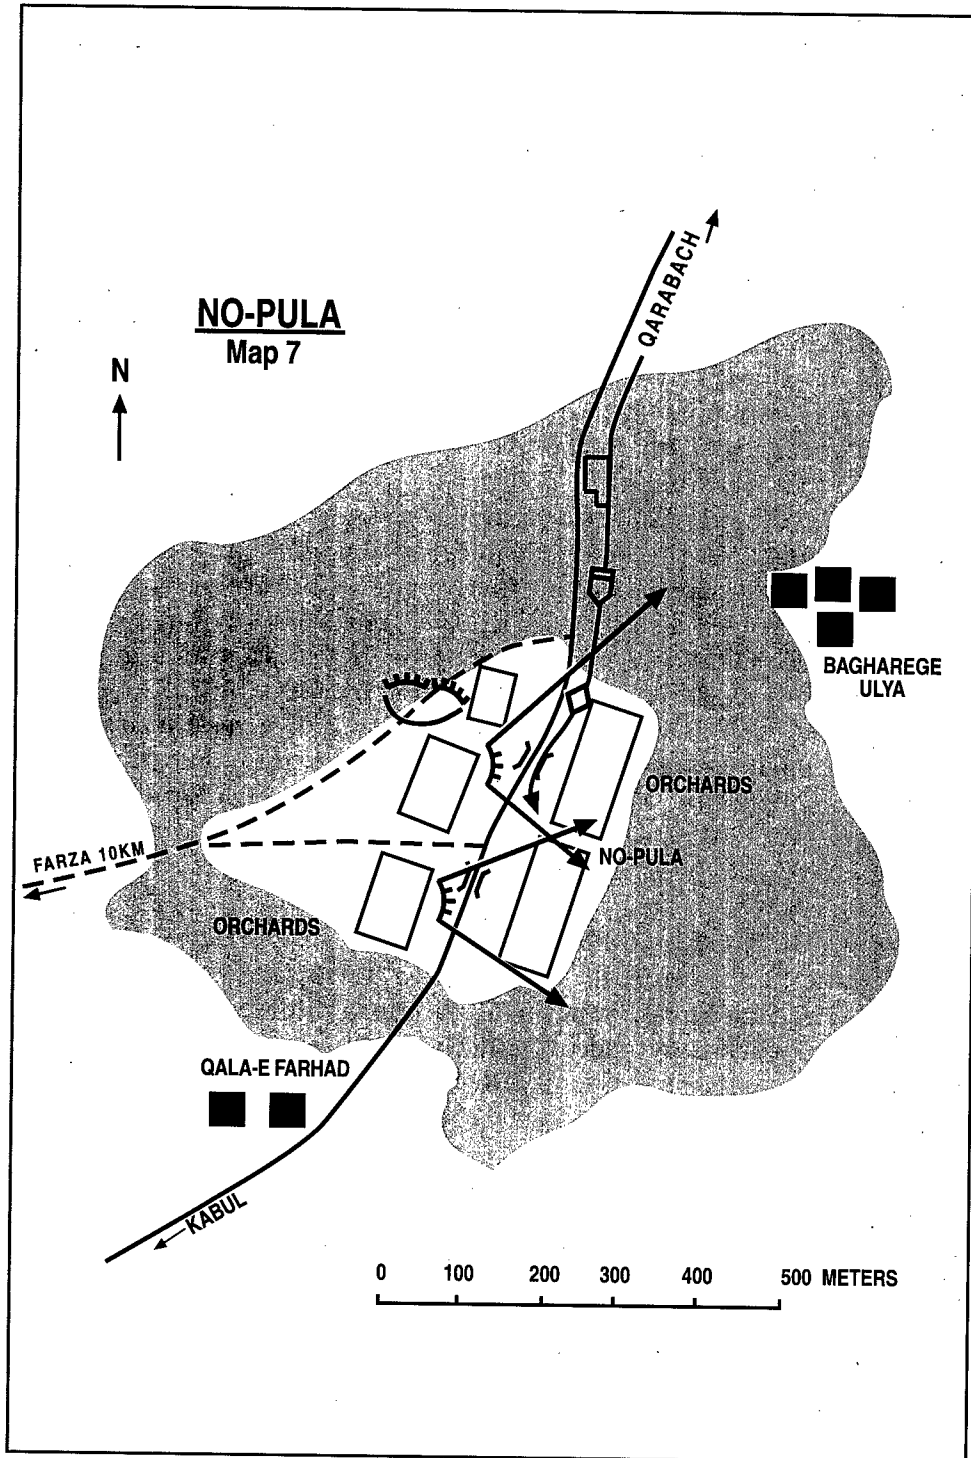 NO-PULA
Map 7
N
QARABACH
BAGHAREGE
ULYA
ORCHARDS
NO-PULA
FARZA 10KM
ORCHARDS
QALA-E FARHAD
KABUL
0 100 200 300 400 500 METERS